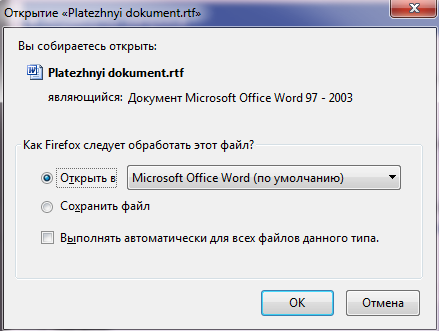 Открытие «Platezhnyi dokument.rtf»
Вы собираетесь открыть:
Platezhnyi dokument.rtf
являющийся: Документ Microsoft Office Word 97 - 2003
Как Firefox следует обработать этот файл?
Открыть в Microsoft Office Word (по умолчанию)
Сохранить файл
Выполнять автоматически для всех файлов данного типа.
ОК Отмена